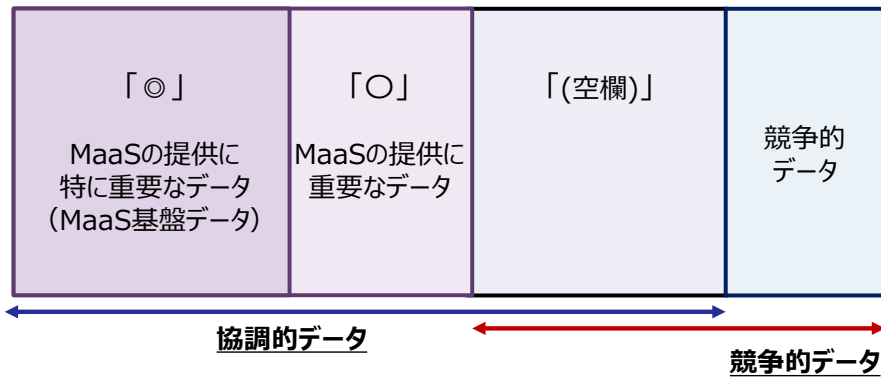 「◎」
MaaSの提供に
特に重要なデータ
（MaaS基盤データ）
「〇」
MaaSの提供に
重要なデータ
「(空欄)」
競争的
データ
協調的データ
競争的データ